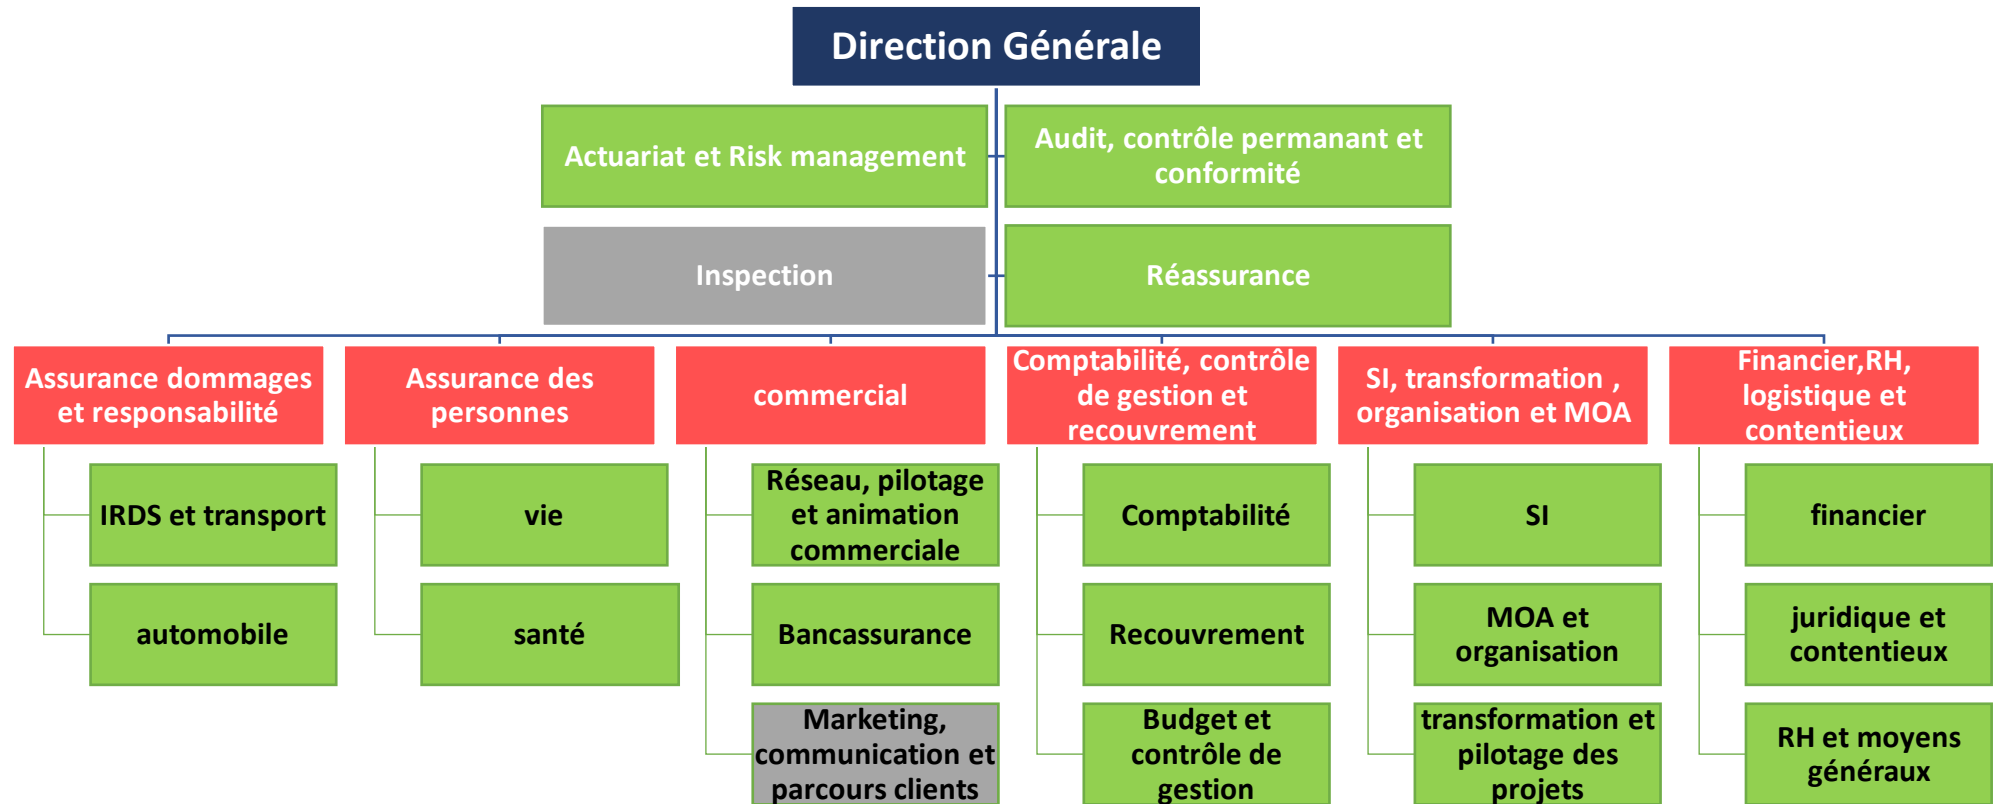 Direction Générale
Actuariat et Risk management
Audit, contrôle permanant et
conformité
Inspection
Réassurance
Assurance dommages
et responsabilité
Assurance des
personnes
commercial
Comptabilité, contrôle
de gestion et
recouvrement
SI, transformation ,
organisation et MOA
Financier,RH,
logistique et
contentieux
IRDS et transport
vie
Réseau, pilotage
et animation
commerciale
Comptabilité
SI
financier
automobile
santé
Bancassurance
Recouvrement
MOA et
organisation
juridique et
contentieux
Marketing,
communication et
parcours clients
Budget et
contrôle de
gestion
transformation et
pilotage des
projets
RH et moyens
généraux